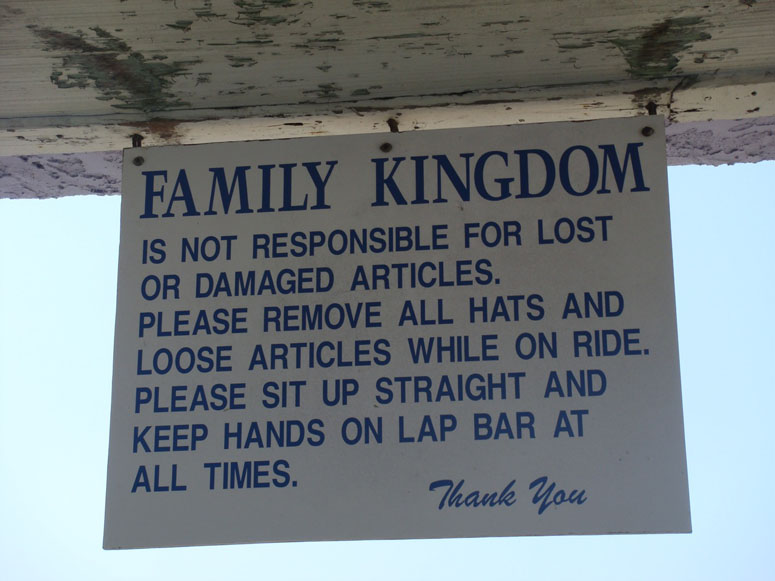 FAMILY KINGDOM
IS NOT RESPONSIBLE FOR LOST
OR DAMAGED ARTICLES.
PLEASE REMOVE ALL HATS AND
LOOSE ARTICLES WHILE ON RIDE.
PLEASE SIT UP STRAIGHT AND
KEEP HANDS ON LAP BAR AT
ALL TIMES.
Thank You